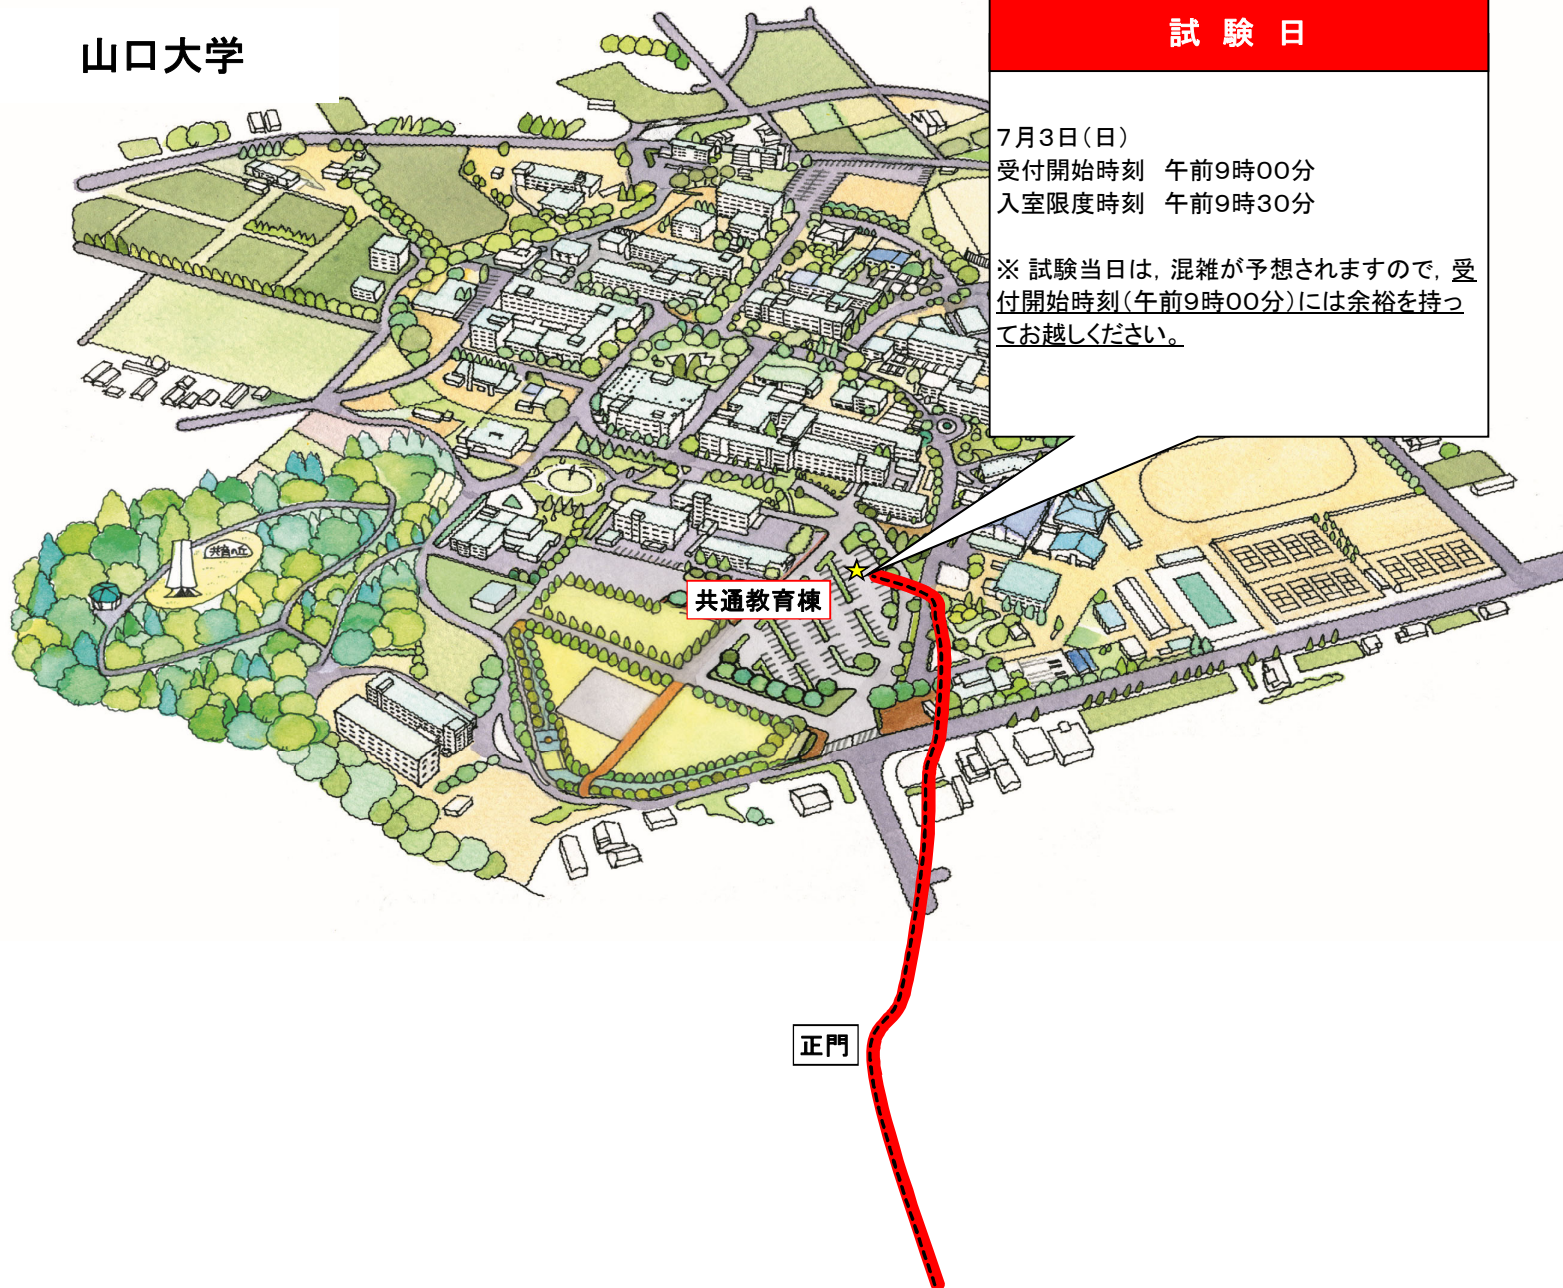 山口大学
試 験 日
７月３日（日）
受付開始時刻　午前９時００分
入室限度時刻　午前９時３０分
※ 試験当日は，混雑が予想されますので，受
付開始時刻（午前９時００分）には余裕を持っ
てお越しください。
共育の丘
共通教育棟
正門